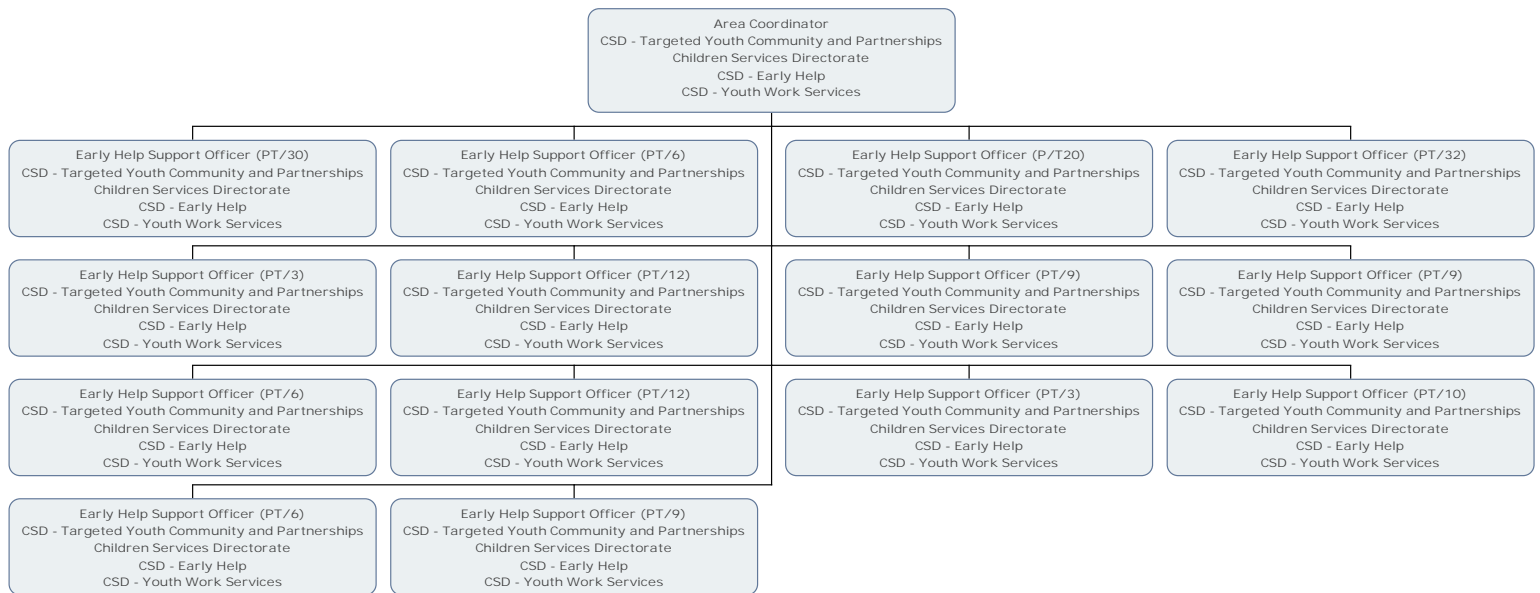 Area Coordinator
CSD - Targeted Youth Community and Partnerships
Children Services Directorate
CSD - Early Help
CSD - Youth Work Services
Early Help Support Officer (PT/30)
CSD - Targeted Youth Community and Partnerships
Children Services Directorate
CSD - Early Help
CSD - Youth Work Services
Early Help Support Officer (PT/6)
CSD - Targeted Youth Community and Partnerships
Children Services Directorate
CSD - Early Help
CSD - Youth Work Services
Early Help Support Officer (P/T20)
CSD - Targeted Youth Community and Partnerships
Children Services Directorate
CSD - Early Help
CSD - Youth Work Services
Early Help Support Officer (PT/32)
CSD - Targeted Youth Community and Partnerships
Children Services Directorate
CSD - Early Help
CSD - Youth Work Services
Early Help Support Officer (PT/3)
CSD - Targeted Youth Community and Partnerships
Children Services Directorate
CSD - Early Help
CSD - Youth Work Services
Early Help Support Officer (PT/12)
CSD - Targeted Youth Community and Partnerships
Children Services Directorate
CSD - Early Help
CSD - Youth Work Services
Early Help Support Officer (PT/9)
CSD - Targeted Youth Community and Partnerships
Children Services Directorate
CSD - Early Help
CSD - Youth Work Services
Early Help Support Officer (PT/9)
CSD - Targeted Youth Community and Partnerships
Children Services Directorate
CSD - Early Help
CSD - Youth Work Services
Early Help Support Officer (PT/6)
CSD - Targeted Youth Community and Partnerships
Children Services Directorate
CSD - Early Help
CSD - Youth Work Services
Early Help Support Officer (PT/12)
CSD - Targeted Youth Community and Partnerships
Children Services Directorate
CSD - Early Help
CSD - Youth Work Services
Early Help Support Officer (PT/3)
CSD - Targeted Youth Community and Partnerships
Children Services Directorate
CSD - Early Help
CSD - Youth Work Services
Early Help Support Officer (PT/10)
CSD - Targeted Youth Community and Partnerships
Children Services Directorate
CSD - Early Help
CSD - Youth Work Services
Early Help Support Officer (PT/6)
CSD - Targeted Youth Community and Partnerships
Children Services Directorate
CSD - Early Help
CSD - Youth Work Services
Early Help Support Officer (PT/9)
CSD - Targeted Youth Community and Partnerships
Children Services Directorate
CSD - Early Help
CSD - Youth Work Services